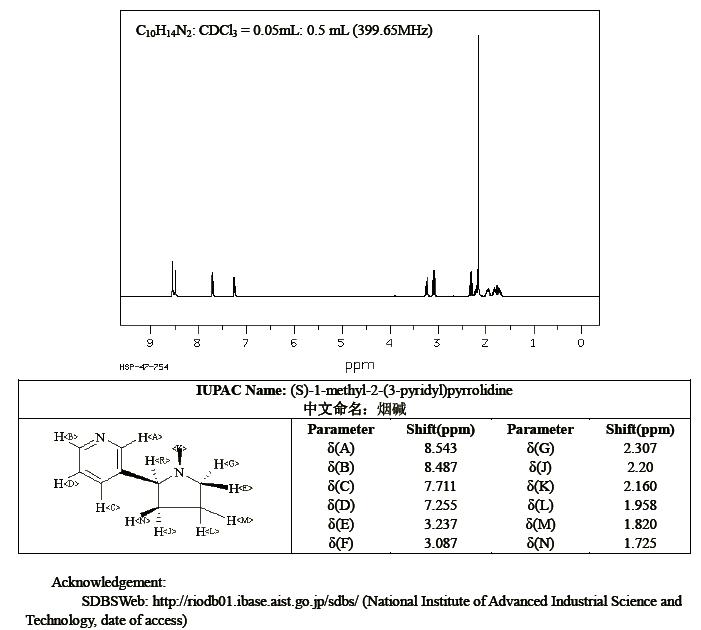 C10H14N2: CDCl3 = 0.05mL: 0.5 mL (399.65MHz)
9 8 7 6 5 4 3 2 1 0
HSP-47-754
ppm
IUPAC Name: (S)-1-methyl-2-(3-pyridyl)pyrrolidine
中文命名：烟碱
Parameter Shift(ppm) Parameter Shift(ppm)
δ(A) 8.543 δ(G) 2.307
δ(B) 8.487 δ(J) 2.20
δ(C) 7.711 δ(K) 2.160
δ(D) 7.255 δ(L) 1.958
δ(E) 3.237 δ(M) 1.820
δ(F) 3.087 δ(N) 1.725
H<B> N H<A>
H<D> H<C>
N H<G>
H<E>
H<N> H<M>
H<J> H<L>
Acknowledgement:
SDBSWeb: http://riodb01.ibase.aist.go.jp/sdbs/ (National Institute of Advanced Industrial Science and
Technology, date of access)